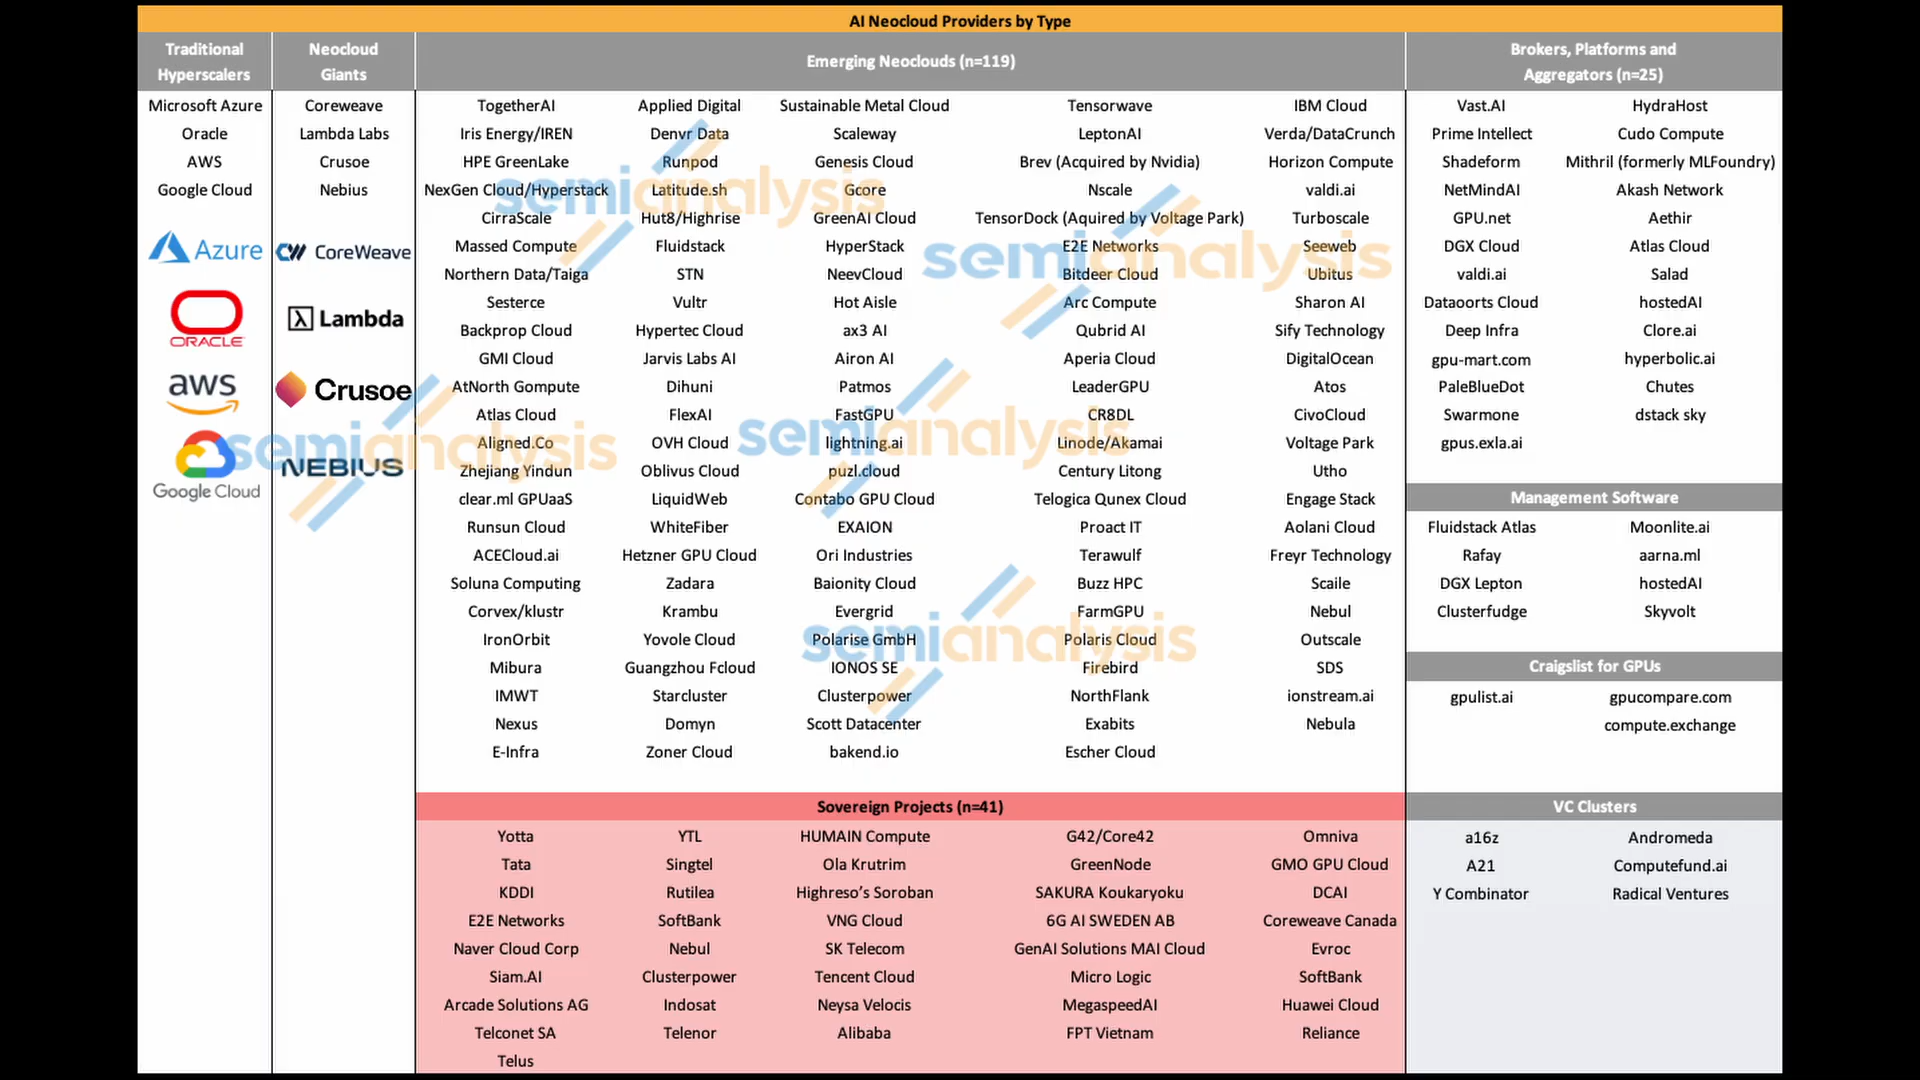 AI Neocloud Providers by Type
Traditional
Hyperscalers
Microsoft Azure
Oracle
AWS
Google Cloud
Azure
ORACLE
aws
Google Cloud
Neocloud
Giants
Coreweave
Lambda Labs
Crusoe
Nebius
CoreWeave
Lambda
Crusoe
NEBIUS
Emerging Neoclouds (n=119)
TogetherAI Applied Digital Sustainable Metal Cloud Tensorwave IBM Cloud
Iris Energy/IREN Denvr Data Scaleway LeptonAI Verda/DataCrunch
HPE GreenLake Runpod Genesis Cloud Brev (Acquired by Nvidia) Horizon Compute
NexGen Cloud/Hyperstack Latitude.sh Gcore Nscale valdi.ai
CirraScale Hut8/Highrise GreenAI Cloud TensorDock (Aquired by Voltage Park) Turboscale
Massed Compute Fluidstack HyperStack E2E Networks Seeweb
Northern Data/Taiga STN NeevCloud Bitdeer Cloud Ubitus
Sesterce Vultr Hot Aisle Arc Compute Sharon AI
Backprop Cloud Hypertec Cloud ax3 AI Qubrid AI Sify Technology
GMI Cloud Jarvis Labs AI Airon AI Aperia Cloud DigitalOcean
AtNorth Gompute Dihuni Patmos LeaderGPU Atos
Atlas Cloud FlexAI FastGPU CR8DL CivoCloud
Aligned.Co OVH Cloud lightning.ai Linode/Akamai Voltage Park
Zhejiang Yindun Oblivus Cloud puzl.cloud Century Litong Utho
clear.ml GPUaaS LiquidWeb Contabo GPU Cloud Telogica Qunex Cloud Engage Stack
Runsun Cloud WhiteFiber EXAION Proact IT Aolani Cloud
ACECloud.ai Hetzner GPU Cloud Ori Industries Terawulf Freyr Technology
Soluna Computing Zadara Baionity Cloud Buzz HPC Scaile
Corvex/klustr Krambu Evergrid FarmGPU Nebul
IronOrbit Yovole Cloud Polarise GmbH Polaris Cloud Outscale
Mibura Guangzhou Fcloud IONOS SE Firebird SDS
IMWT Starcluster Clusterpower NorthFlank ionstream.ai
Nexus Domyn Scott Datacenter Exabits Nebula
E-Infra Zoner Cloud bakend.io Escher Cloud
Sovereign Projects (n=41)
Yotta YTL HUMAIN Compute G42/Core42 Omniva
Tata Singtel Ola Krutrim GreenNode GMO GPU Cloud
KDDI Rutilea Highreso’s Soroban SAKURA Koukaryoku DCAI
E2E Networks SoftBank VNG Cloud 6G AI SWEDEN AB Coreweave Canada
Naver Cloud Corp Nebul SK Telecom GenAI Solutions MAI Cloud Evroc
Siam.AI Clusterpower Tencent Cloud Micro Logic SoftBank
Arcade Solutions AG Indosat Neysa Velocis MegaspeedAI Huawei Cloud
Telconet SA Telenor Alibaba FPT Vietnam Reliance
Telus
Brokers, Platforms and
Aggregators (n=25)
Vast.AI HydraHost
Prime Intellect Cudo Compute
Shadeform Mithril (formerly MLFoundry)
NetMindAI Akash Network
GPU.net Aethir
DGX Cloud Atlas Cloud
valdi.ai Salad
Dataoorts Cloud hostedAI
Deep Infra Clore.ai
gpu-mart.com hyperbolic.ai
PaleBlueDot Chutes
Swarmone dstack sky
gpus.exla.ai
Management Software
Fluidstack Atlas Moonlite.ai
Rafay aarna.ml
DGX Lepton hostedAI
Clusterfudge Skyvolt
Craigslist for GPUs
gpulist.ai gpucompare.com
compute.exchange
VC Clusters
a16z Andromeda
A21 Computefund.ai
Y Combinator Radical Ventures
semianalysis
semianalysis
semianalysis
semianalysis
semianalysis